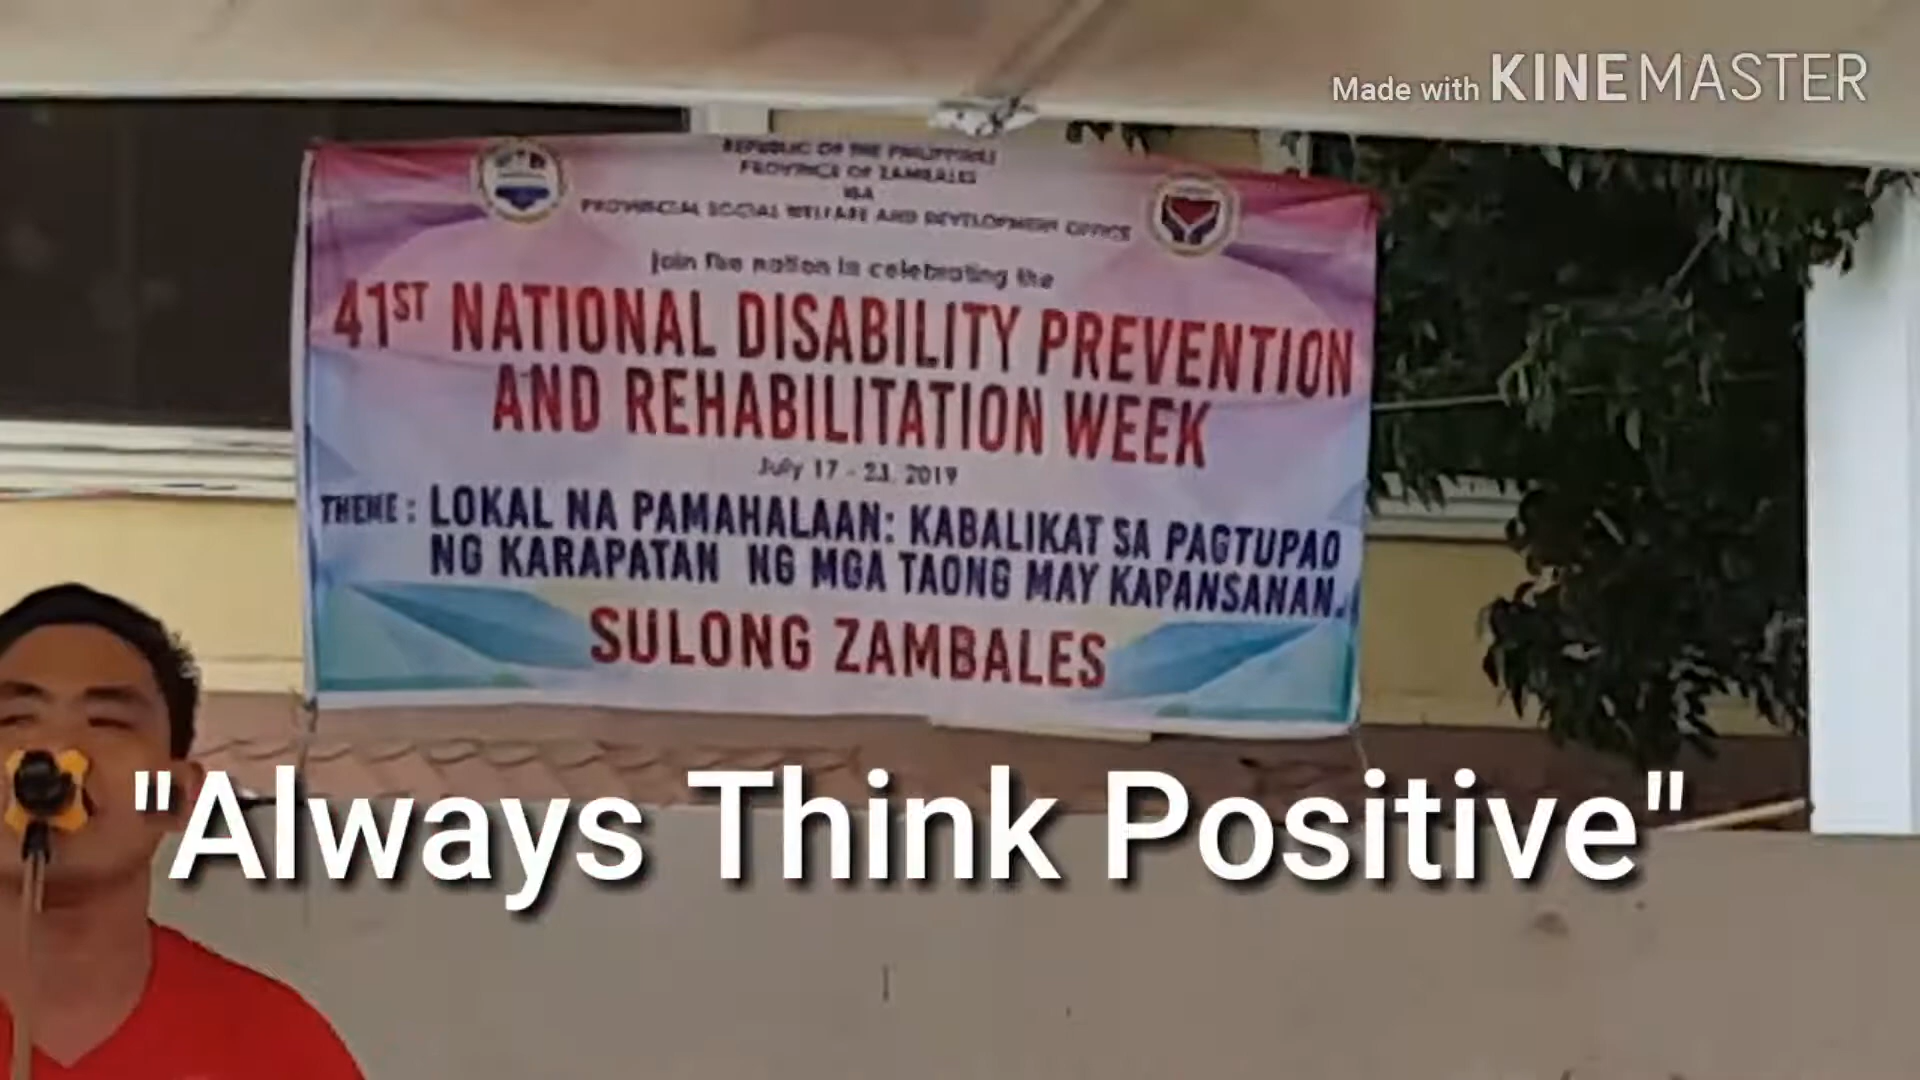 Made with KINEMASTER
REPUBLIC OF THE PHILIPPINES
PROVINCE OF ZAMBALES
IBA
PROVINCIAL SOCIAL WELFARE AND DEVELOPMENT OFFICE
Join the nation in celebrating the
41ST NATIONAL DISABILITY PREVENTION
AND REHABILITATION WEEK
July 17 - 23, 2019
THEME : LOKAL NA PAMAHALAAN: KABALIKAT SA PAGTUPAD
NG KARAPATAN NG MGA TAONG MAY KAPANSANAN.
SULONG ZAMBALES
"Always Think Positive"